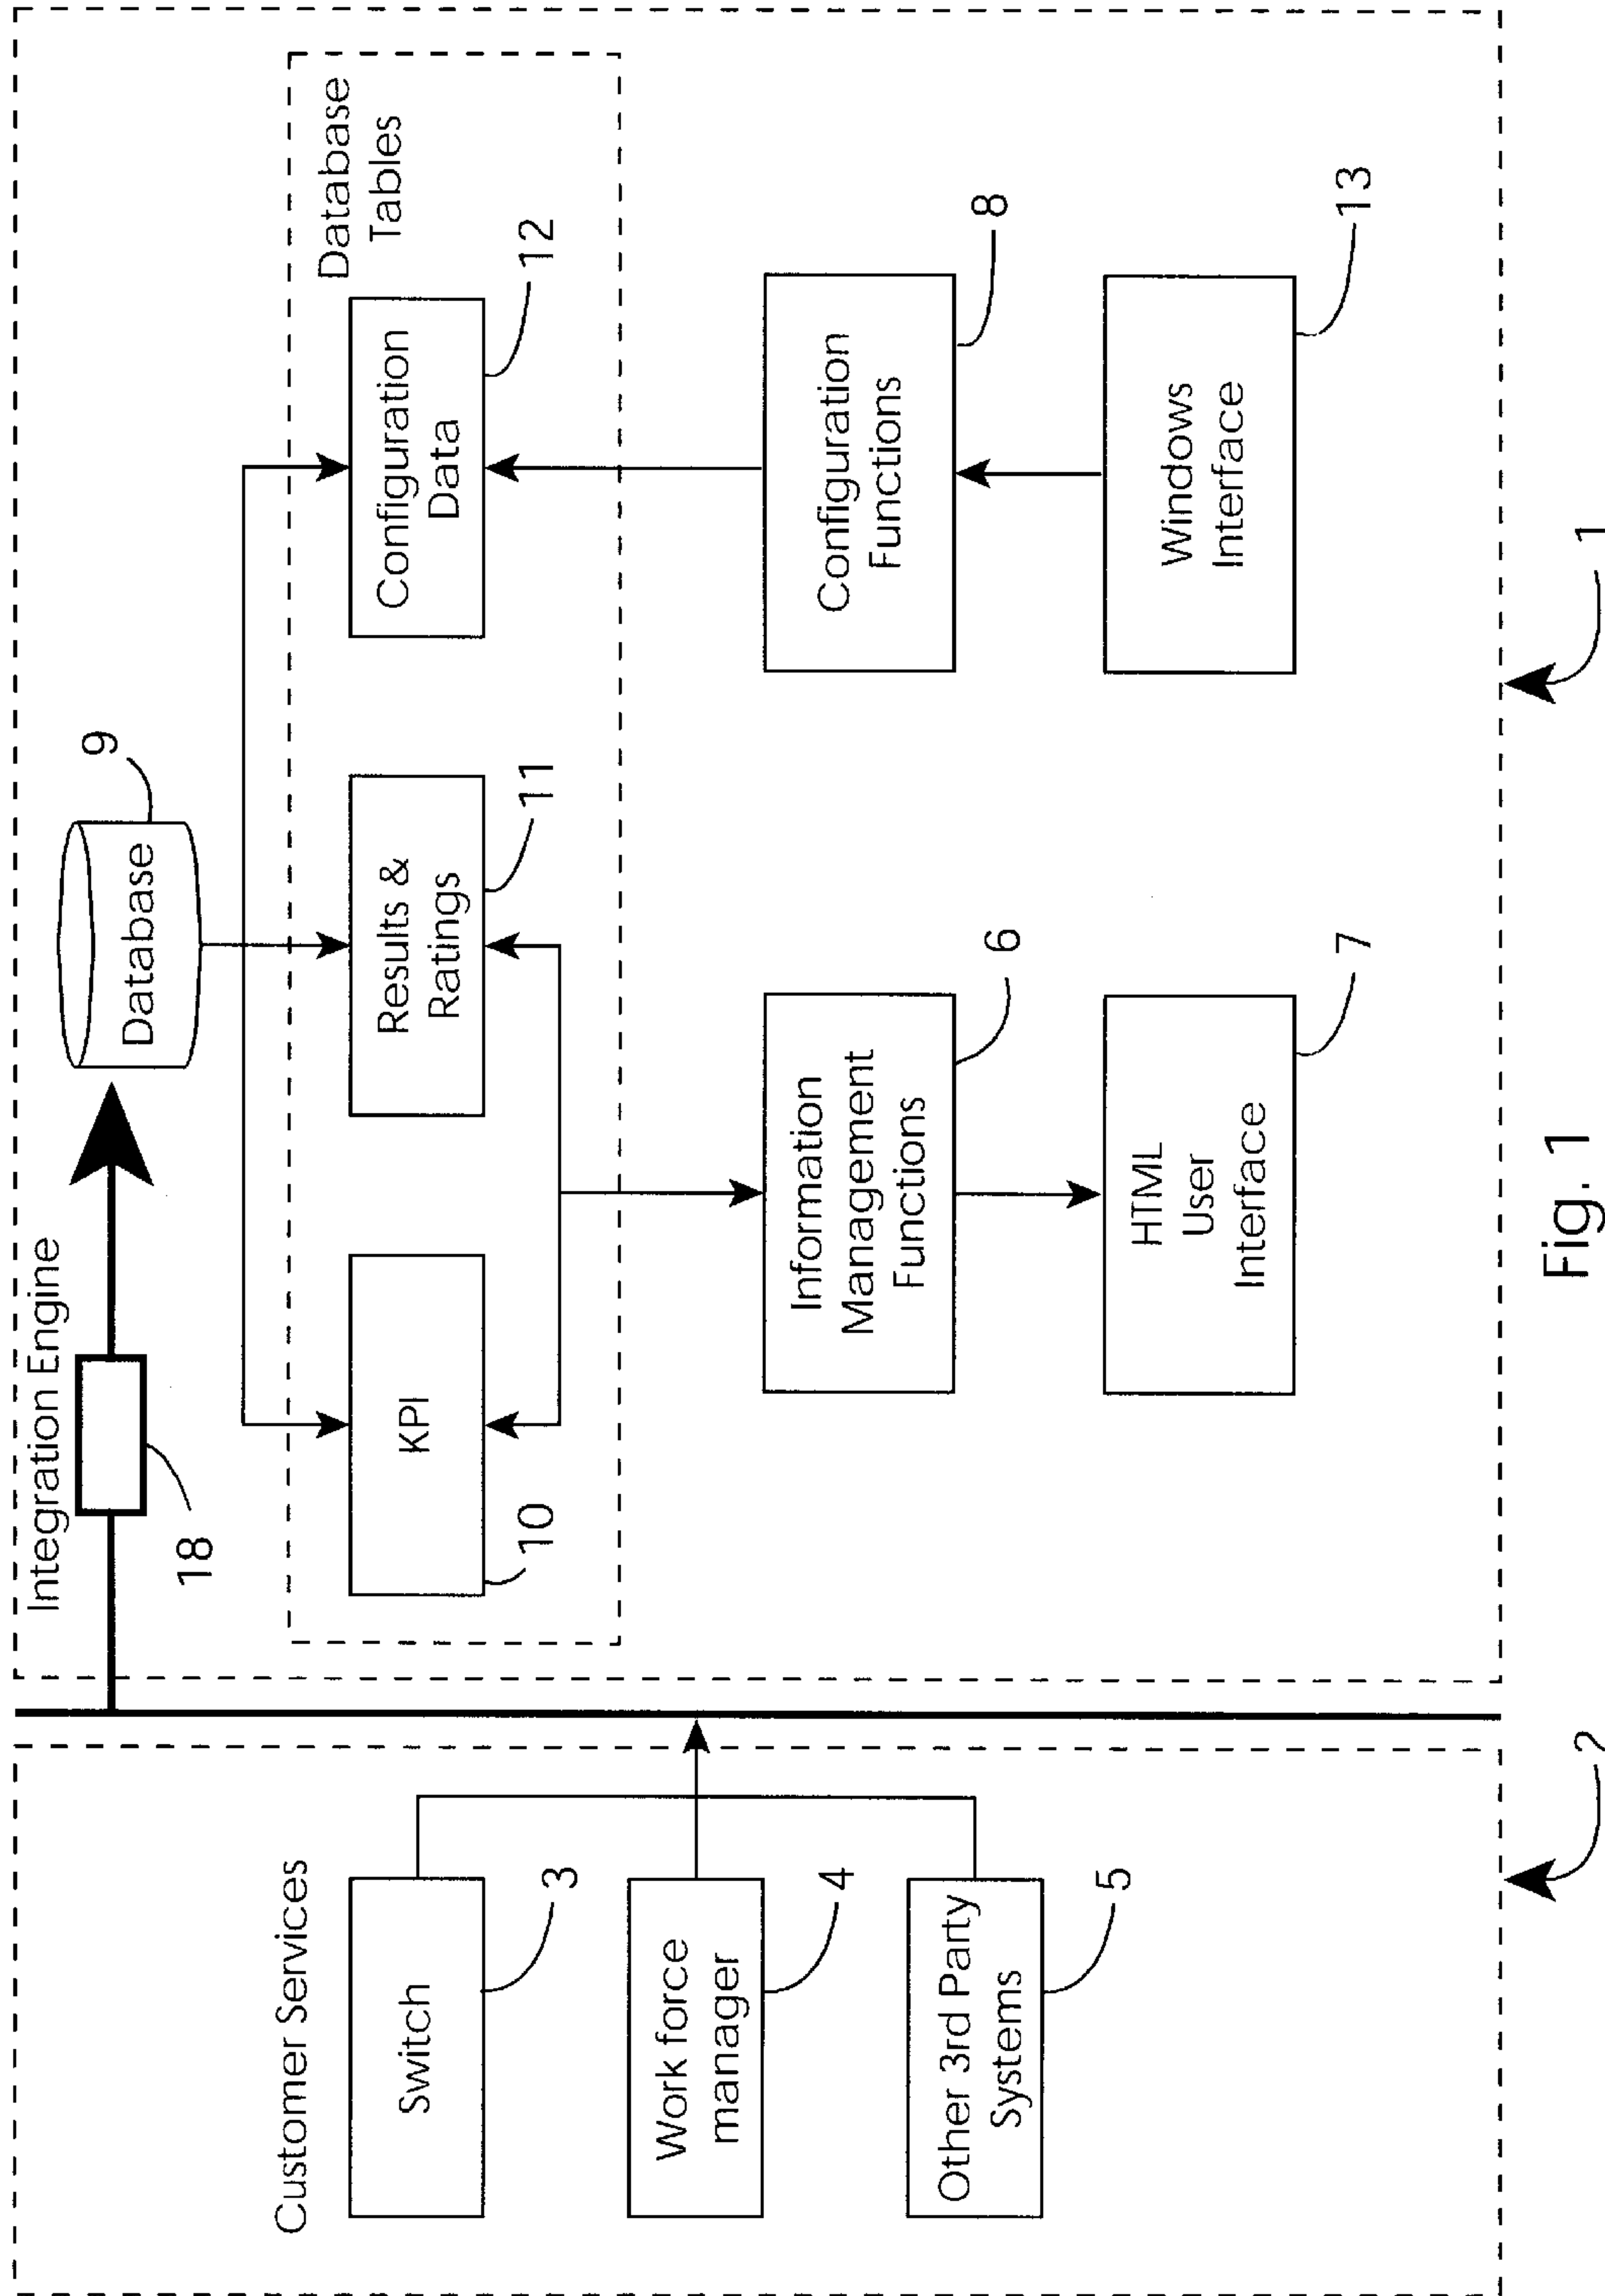 Customer Services
Switch
3
Work force
manager
4
Other 3rd Party
Systems
5
2
Integration Engine
18
Database
9
Database
Tables
KPI
10
Results &
Ratings
11
Configuration
Data
12
Information
Management
Functions
6
Configuration
Functions
8
HTML
User
Interface
7
Windows
Interface
13
1
Fig. 1